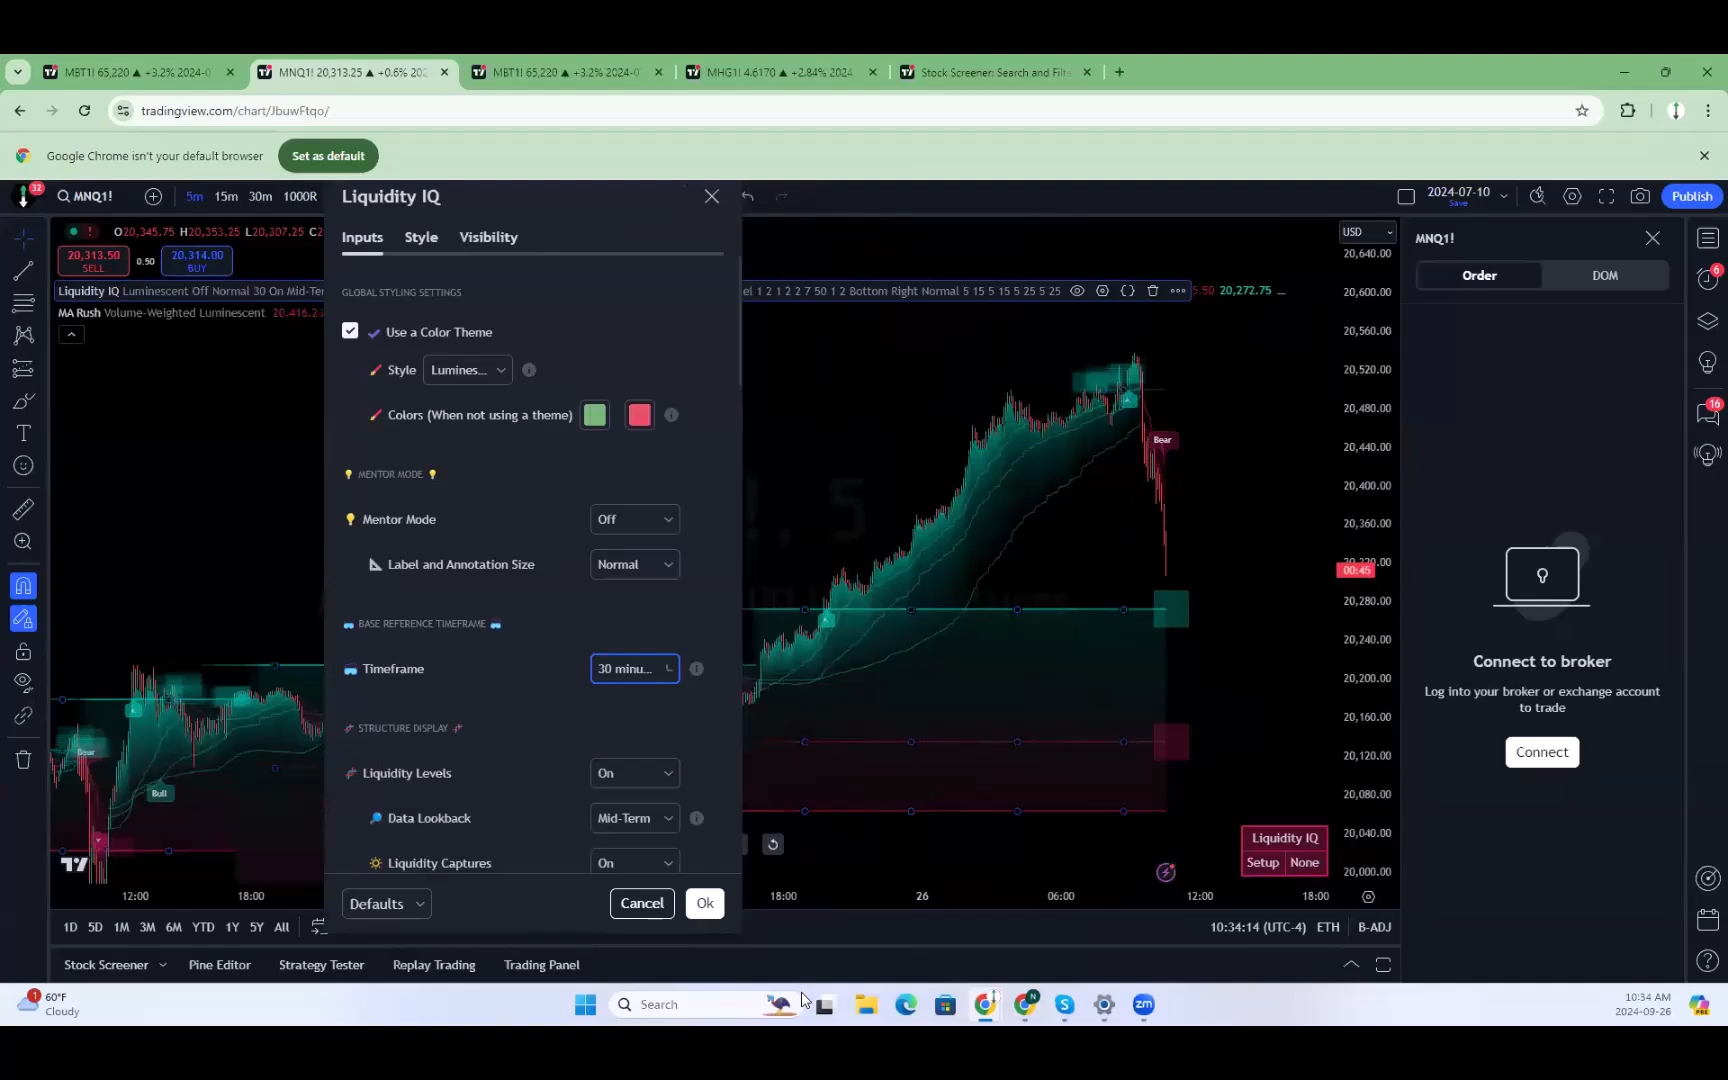 MBT1! 65,220 ▲ +3.2% 2024-0
MNQ1! 20,313.25 ▲ +0.6% 202
MBT1! 65,220 ▲ +3.2% 2024-0
MHG1! 4.6170 ▲ +2.84% 2024
Stock Screener: Search and Filte
tradingview.com/chart/JbuwFtqo/
Google Chrome isn't your default browser
Set as default
32
MNQ1!
5m 15m 30m 1000R
2024-07-10
Save
Publish
Liquidity IQ
O20,345.75 H20,353.25 L20,307.25 C2
20,313.50
SELL
0.50
20,314.00
BUY
Liquidity IQ Luminescent Off Normal 30 On Mid-Ter
el 1 2 1 2 2 7 50 1 2 Bottom Right Normal 5 15 5 15 5 25 5 25
5.50 20,272.75
MA Rush Volume-Weighted Luminescent 20,416.2
Inputs Style Visibility
GLOBAL STYLING SETTINGS
Use a Color Theme
Style Lumines...
Colors (When not using a theme)
MENTOR MODE
Mentor Mode Off
Label and Annotation Size Normal
BASE REFERENCE TIMEFRAME
Timeframe 30 minu...
STRUCTURE DISPLAY
Liquidity Levels On
Data Lookback Mid-Term
Liquidity Captures On
Defaults
Cancel
Ok
Bear
Bull
Bear
USD
20,640.00
20,600.00
20,560.00
20,520.00
20,480.00
20,440.00
20,400.00
20,360.00
00:45
20,280.00
20,240.00
20,200.00
20,160.00
20,120.00
20,080.00
20,040.00
20,000.00
Liquidity IQ
Setup None
12:00 18:00 18:00 26 06:00 12:00 18:00
MNQ1!
Order DOM
Connect to broker
Log into your broker or exchange account
to trade
Connect
6
16
1D 5D 1M 3M 6M YTD 1Y 5Y All
10:34:14 (UTC-4) ETH B-ADJ
Stock Screener Pine Editor Strategy Tester Replay Trading Trading Panel
1
60°F
Cloudy
Search
N
zm
10:34 AM
2024-09-26
PRE